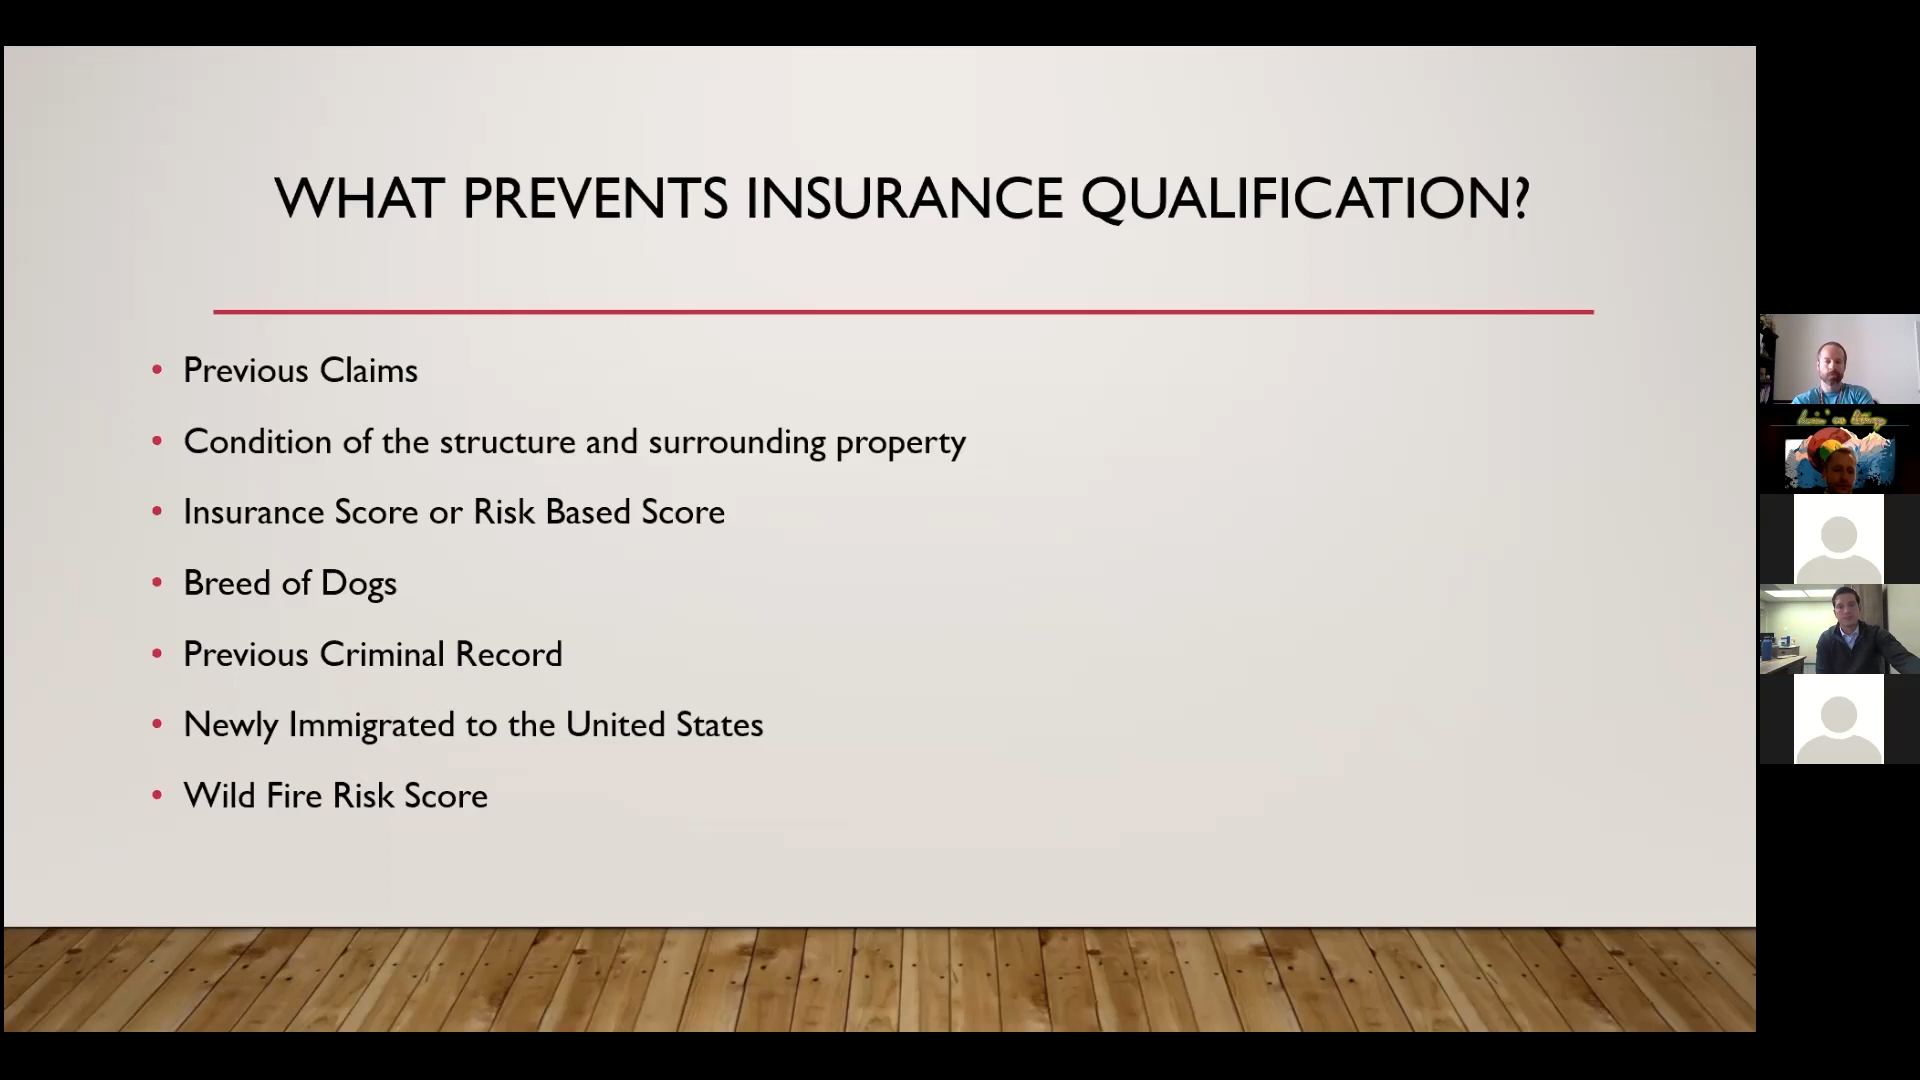 WHAT PREVENTS INSURANCE QUALIFICATION?
Previous Claims
Condition of the structure and surrounding property
Insurance Score or Risk Based Score
Breed of Dogs
Previous Criminal Record
Newly Immigrated to the United States
Wild Fire Risk Score